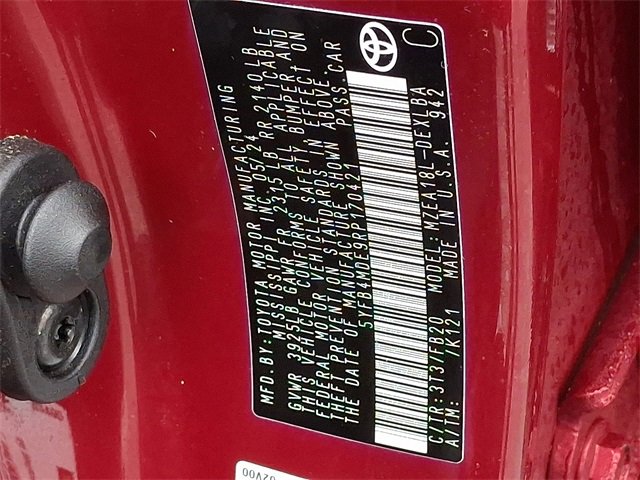 MFD.BY: TOYOTA MOTOR MANUFACTURING
MISSISSIPPI, INC. 05/24
GVWR 3925LB GAWR FR 2315LB RR 2140LB
THIS VEHICLE CONFORMS TO ALL APPLICABLE
FEDERAL MOTOR VEHICLE SAFETY, BUMPER, AND
THEFT PREVENTION STANDARDS IN EFFECT ON
THE DATE OF MANUFACTURE SHOWN ABOVE.
PASS.CAR
C/TR: 3T3/FB20 MODEL: MZEA18L-DEXLBA
A/TM: /K121 MADE IN U.S.A. 942
C